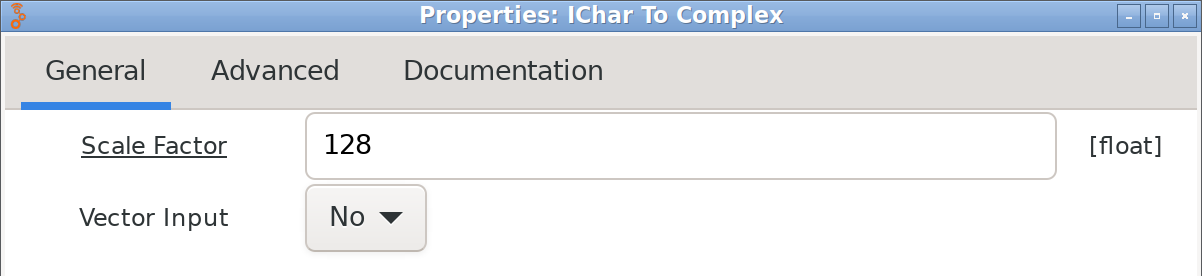 Properties: IChar To Complex
General Advanced Documentation
Scale Factor 128 [float]
Vector Input No